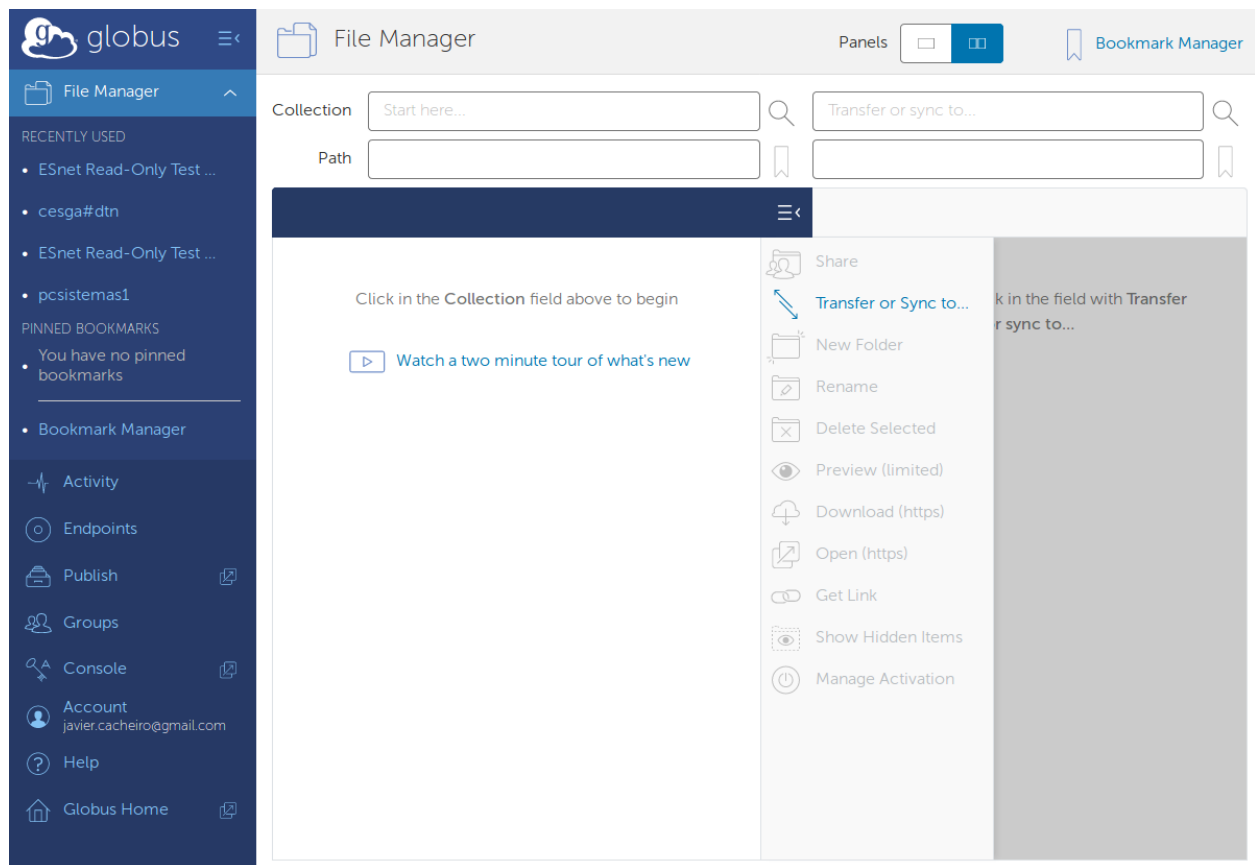 globus
File Manager
RECENTLY USED
ESnet Read-Only Test ...
cesga#dtn
ESnet Read-Only Test ...
pcsistemas1
PINNED BOOKMARKS
You have no pinned
bookmarks
Bookmark Manager
Activity
Endpoints
Publish
Groups
Console
Account
javier.cacheiro@gmail.com
Help
Globus Home
File Manager
Panels
Bookmark Manager
Collection
Start here...
Transfer or sync to...
Path
Click in the Collection field above to begin
Watch a two minute tour of what's new
Share
Transfer or Sync to...
New Folder
Rename
Delete Selected
Preview (limited)
Download (https)
Open (https)
Get Link
Show Hidden Items
Manage Activation
k in the field with Transfer
r sync to...